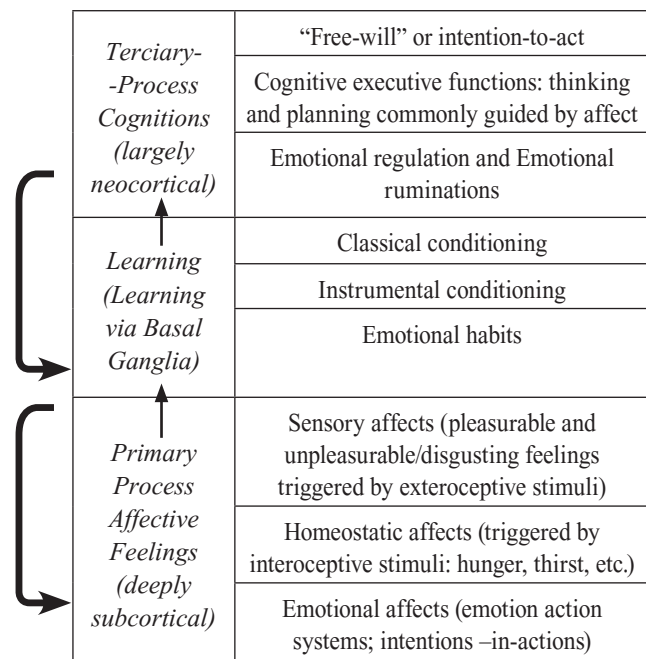 Terciary-
-Process
Cognitions
(largely
neocortical)
“Free-will” or intention-to-act
Cognitive executive functions: thinking
and planning commonly guided by affect
Emotional regulation and Emotional
ruminations
Learning
(Learning
via Basal
Ganglia)
Classical conditioning
Instrumental conditioning
Emotional habits
Primary
Process
Affective
Feelings
(deeply
subcortical)
Sensory affects (pleasurable and
unpleasurable/disgusting feelings
triggered by exteroceptive stimuli)
Homeostatic affects (triggered by
interoceptive stimuli: hunger, thirst, etc.)
Emotional affects (emotion action
systems; intentions –in-actions)